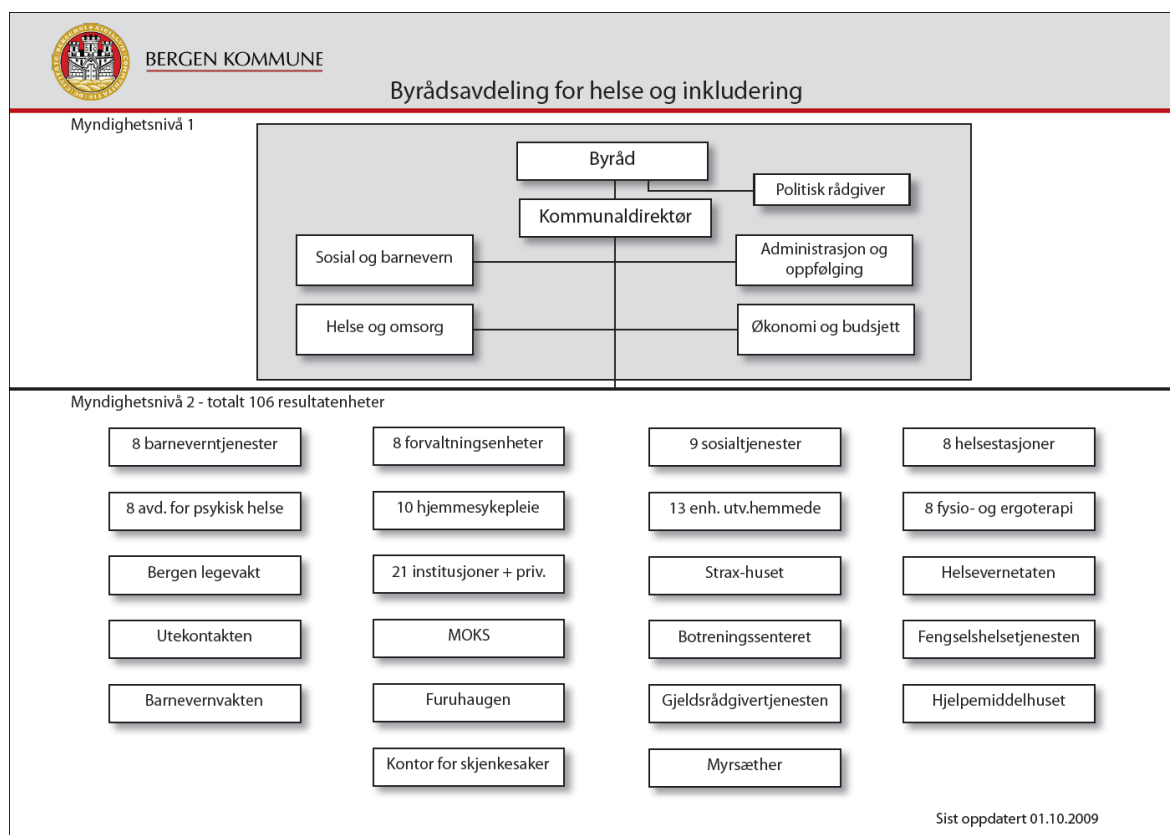 BERGEN KOMMUNE
Byrådsavdeling for helse og inkludering
Myndighetsnivå 1
Byråd
Politisk rådgiver
Kommunaldirektør
Sosial og barnevern
Administrasjon og
oppfølging
Helse og omsorg
Økonomi og budsjett
Myndighetsnivå 2 - totalt 106 resultatenheter
8 barneverntjenester
8 forvaltningsenheter
9 sosialtjenester
8 helsestasjoner
8 avd. for psykisk helse
10 hjemmesykepleie
13 enh. utv.hemmede
8 fysio- og ergoterapi
Bergen legevakt
21 institusjoner + priv.
Strax-huset
Helsevernetaten
Utekontakten
MOKS
Botreningssenteret
Fengselshelsetjenesten
Barnevernvakten
Furuhaugen
Gjeldsrådgivertjenesten
Hjelpemiddelhuset
Kontor for skjenkesaker
Myrsæther
Sist oppdatert 01.10.2009